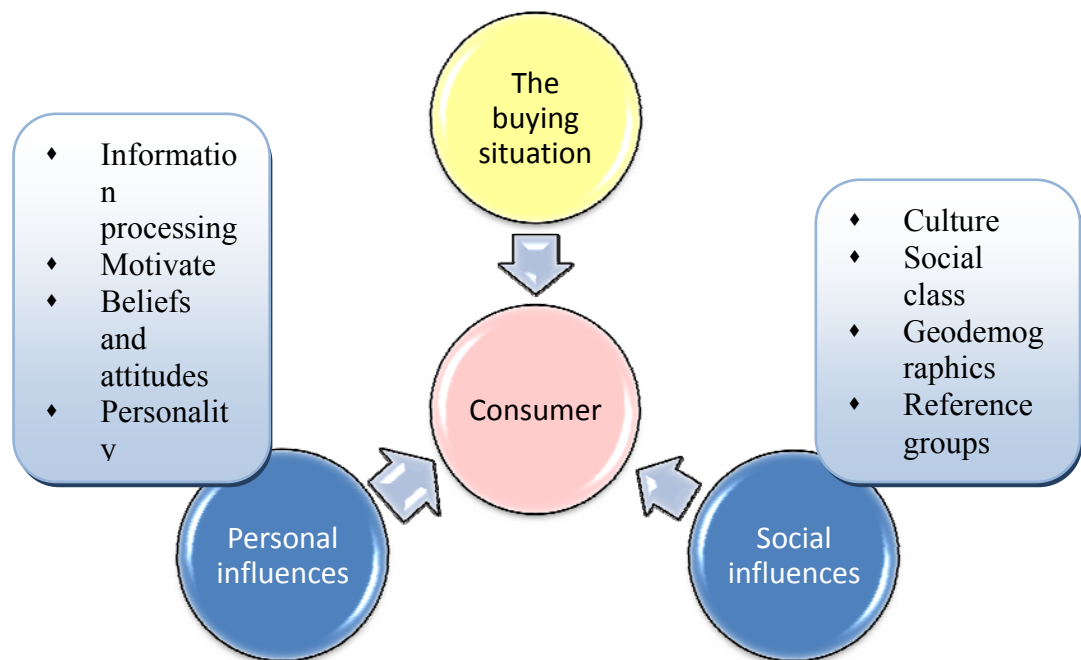 The
buying
situation
♦ Informatio
n
processing
♦ Motivate
♦ Beliefs
and
attitudes
♦ Personalit
y
♦ Culture
♦ Social
class
♦ Geodemog
raphics
♦ Reference
groups
Consumer
Personal
influences
Social
influences